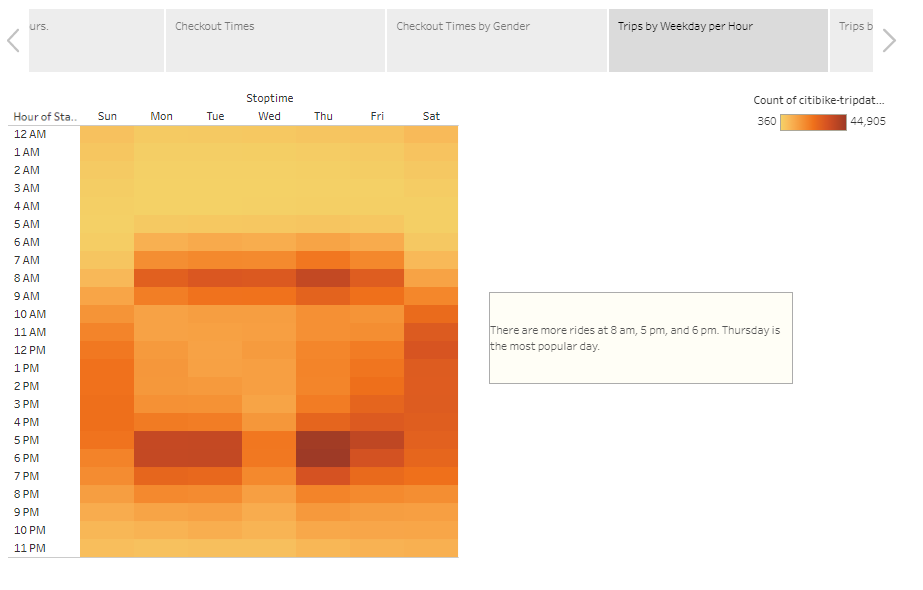 urs.
Checkout Times
Checkout Times by Gender
Trips by Weekday per Hour
Trips b
Stoptime
Hour of Sta.. Sun Mon Tue Wed Thu Fri Sat
12 AM
1 AM
2 AM
3 AM
4 AM
5 AM
6 AM
7 AM
8 AM
9 AM
10 AM
11 AM
12 PM
1 PM
2 PM
3 PM
4 PM
5 PM
6 PM
7 PM
8 PM
9 PM
10 PM
11 PM
Count of citibike-tripdat...
360 44,905
There are more rides at 8 am, 5 pm, and 6 pm. Thursday is
the most popular day.